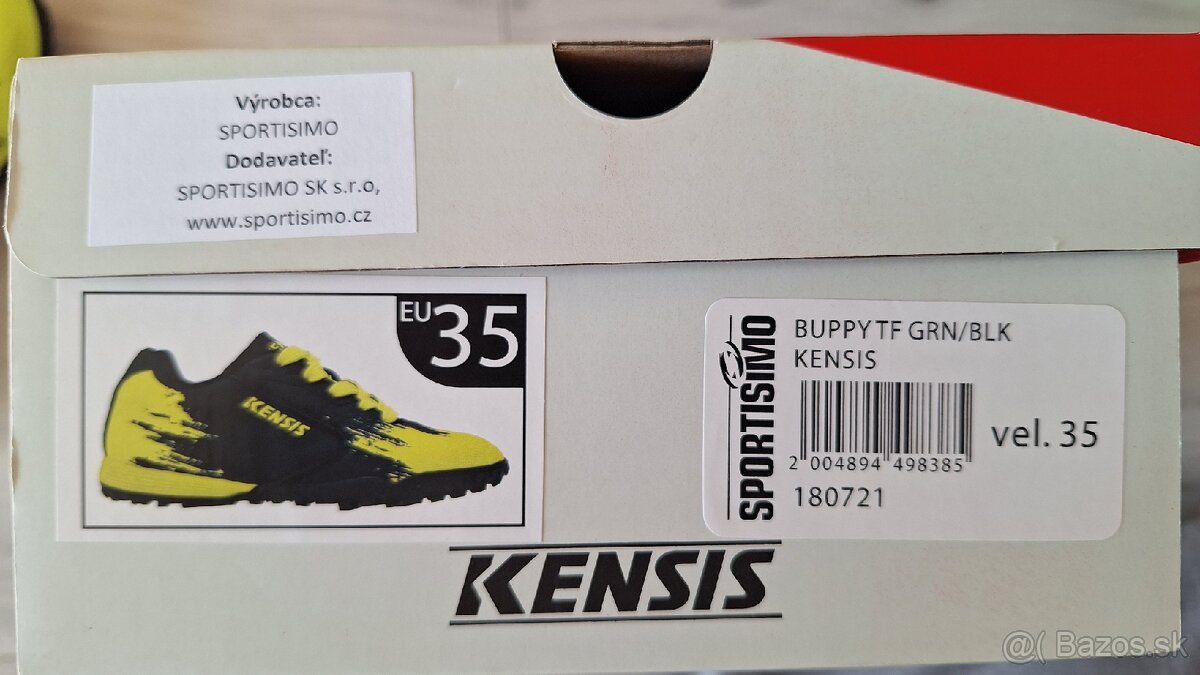 Výrobca:
SPORTISIMO
Dodavateľ:
SPORTISIMO SK s.r.o,
www.sportisimo.cz
EU 35
KENSIS
SPORTISIMO
BUPPY TF GRN/BLK
KENSIS
2 004894 498385
vel. 35
180721
KENSIS
@( Bazos.sk